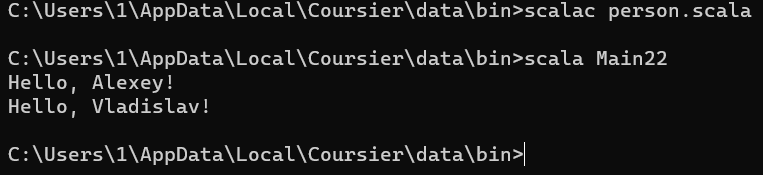 C:\Users\1\AppData\Local\Coursier\data\bin>scalac person.scala
C:\Users\1\AppData\Local\Coursier\data\bin>scala Main22
Hello, Alexey!
Hello, Vladislav!
C:\Users\1\AppData\Local\Coursier\data\bin>